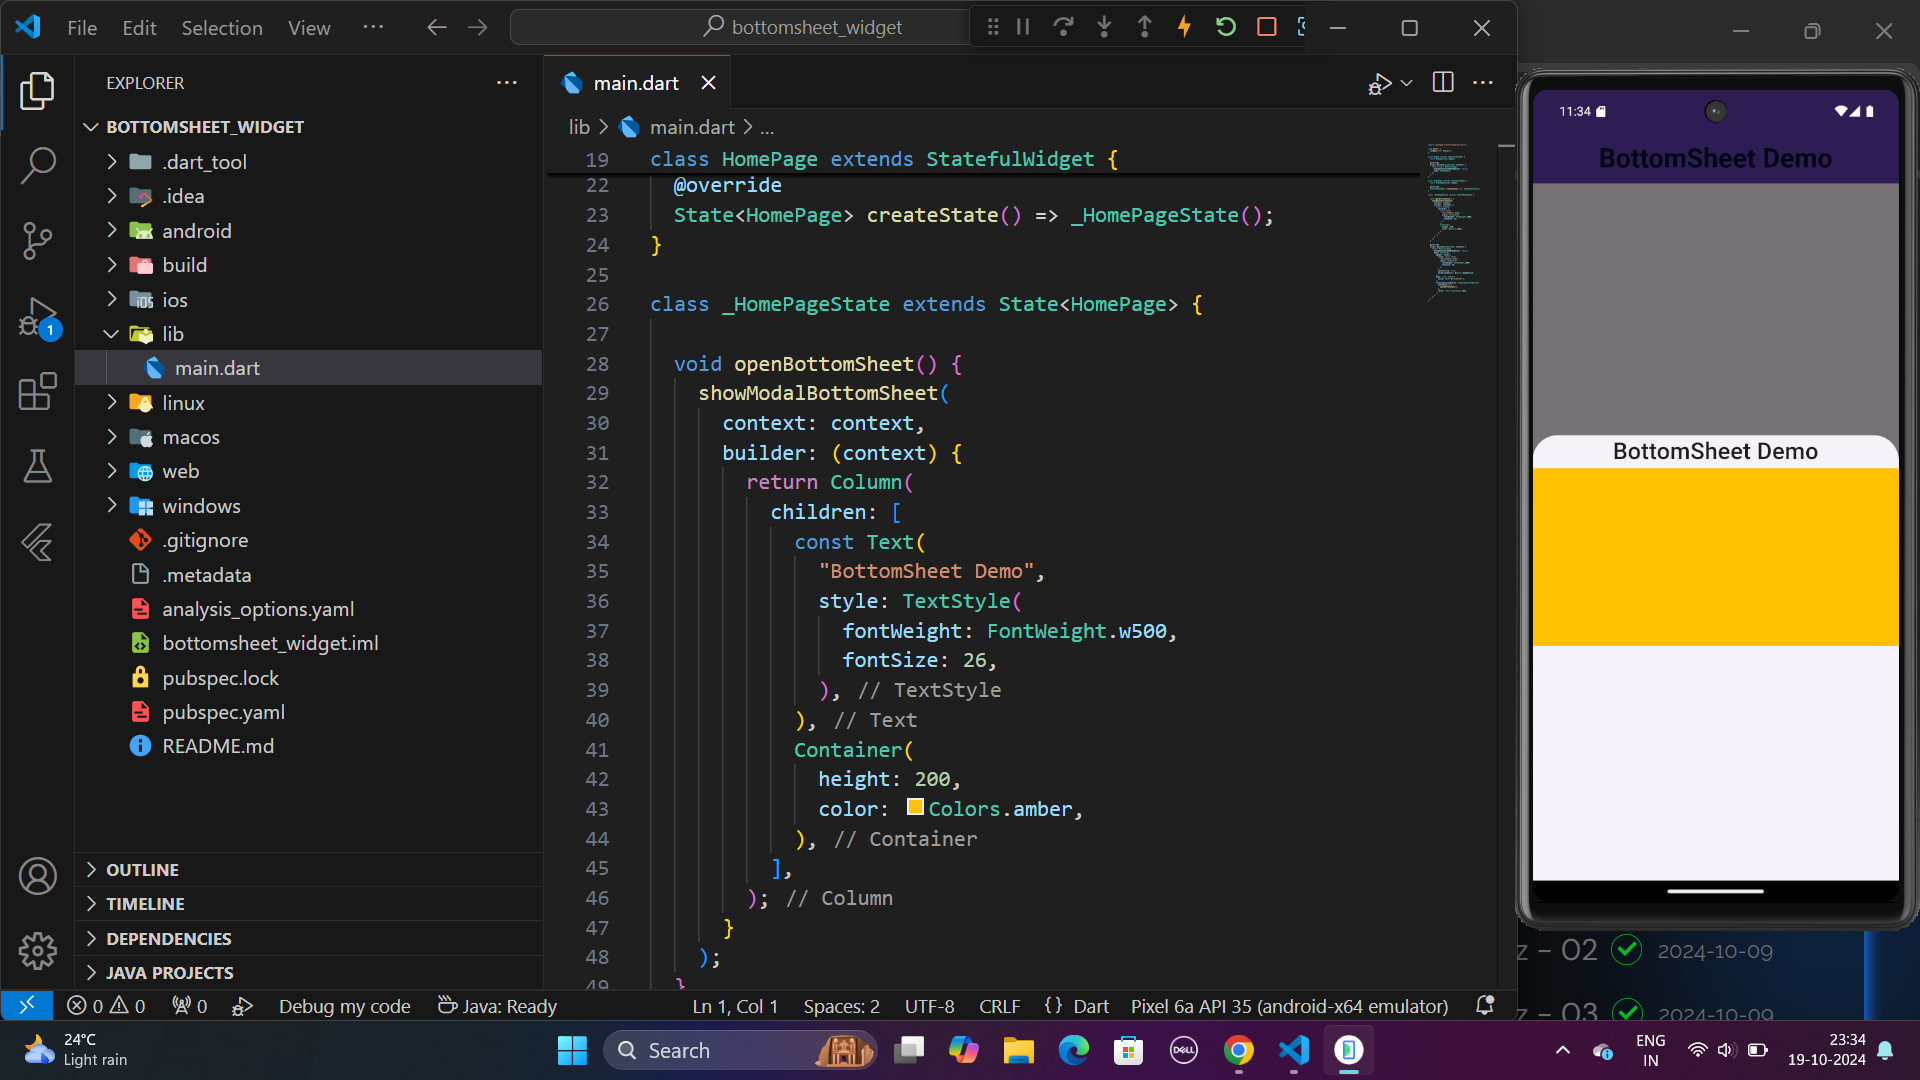 File Edit Selection View ...
bottomsheet_widget
EXPLORER
BOTTOMSHEET_WIDGET
.dart_tool
.idea
android
build
ios
lib
main.dart
linux
macos
web
windows
.gitignore
.metadata
analysis_options.yaml
bottomsheet_widget.iml
pubspec.lock
pubspec.yaml
README.md
OUTLINE
TIMELINE
DEPENDENCIES
JAVA PROJECTS
1
main.dart
lib > main.dart > ...
19 class HomePage extends StatefulWidget {
22 @override
23 State<HomePage> createState() => _HomePageState();
24 }
25
26 class _HomePageState extends State<HomePage> {
27
28 void openBottomSheet() {
29 showModalBottomSheet(
30 context: context,
31 builder: (context) {
32 return Column(
33 children: [
34 const Text(
35 "BottomSheet Demo",
36 style: TextStyle(
37 fontWeight: FontWeight.w500,
38 fontSize: 26,
39 ), // TextStyle
40 ), // Text
41 Container(
42 height: 200,
43 color: Colors.amber,
44 ), // Container
45 ],
46 ); // Column
47 }
48 );
49 }
0 0 0 Debug my code Java: Ready Ln 1, Col 1 Spaces: 2 UTF-8 CRLF {} Dart Pixel 6a API 35 (android-x64 emulator)
11:34
BottomSheet Demo
BottomSheet Demo
z - 02 2024-10-09
z - 03 2024-10-09
24°C
Light rain
Search
DELL
ENG
IN
23:34
19-10-2024